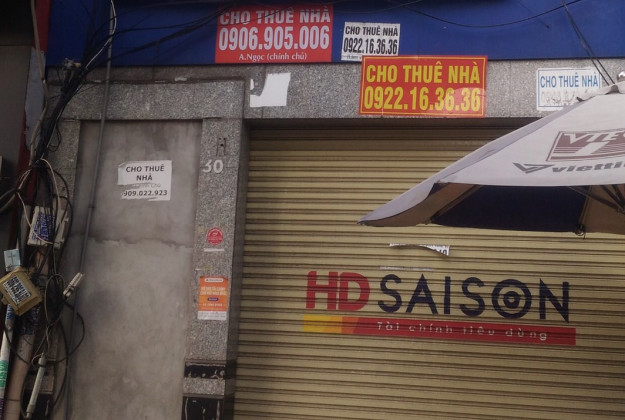 CHO THUÊ NHÀ
0906.905.006
A.Ngọc (chính chủ)
CHO THUÊ NHÀ
0922.16.36.36
CHO THUÊ NHÀ
0922.16.36.36
CHO THUÊ NHÀ
CHO THUÊ
NHÀ
909.022.923
30
HD SAISON
Tài chính tiêu dùng